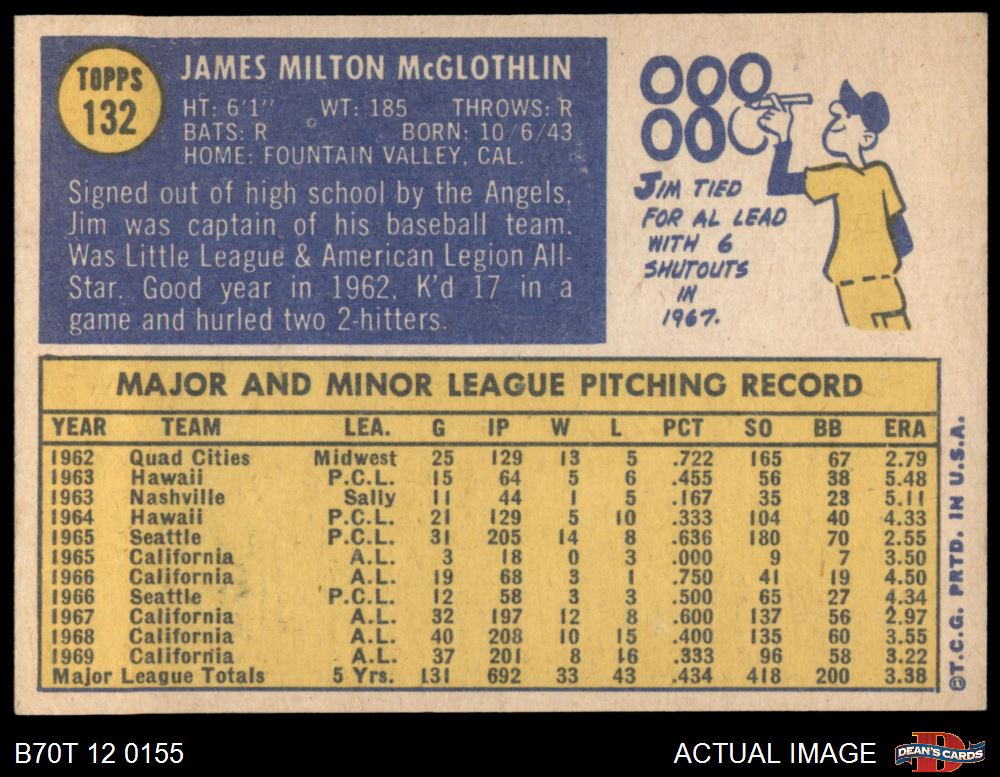 TOPPS
132
JAMES MILTON McGLOTHLIN
HT: 6'1" WT: 185 THROWS: R
BATS: R BORN: 10/6/43
HOME: FOUNTAIN VALLEY, CAL.
Signed out of high school by the Angels,
Jim was captain of his baseball team.
Was Little League & American Legion All-
Star. Good year in 1962, K'd 17 in a
game and hurled two 2-hitters.
000
000
JIM TIED
FOR AL LEAD
WITH 6
SHUTOUTS
IN
1967.
MAJOR AND MINOR LEAGUE PITCHING RECORD
YEAR TEAM LEA. G IP W L PCT SO BB ERA
1962 Quad Cities Midwest 25 129 13 5 .722 165 67 2.79
1963 Hawaii P.C.L. 15 64 5 6 .455 56 38 5.48
1963 Nashville Sally 11 44 1 5 .167 35 23 5.11
1964 Hawaii P.C.L. 21 129 5 10 .333 104 40 4.33
1965 Seattle P.C.L. 31 205 14 8 .636 180 70 2.55
1965 California A.L. 3 18 0 3 .000 9 7 3.50
1966 California A.L. 19 68 3 1 .750 41 19 4.50
1966 Seattle P.C.L. 12 58 3 3 .500 65 27 4.34
1967 California A.L. 32 197 12 8 .600 137 56 2.97
1968 California A.L. 40 208 10 15 .400 135 60 3.55
1969 California A.L. 37 201 8 16 .333 96 58 3.22
Major League Totals 5 Yrs. 131 692 33 43 .434 418 200 3.38
©T.C.G. PRTD. IN U.S.A.
B70T 12 0155
ACTUAL IMAGE
DEAN'S CARDS